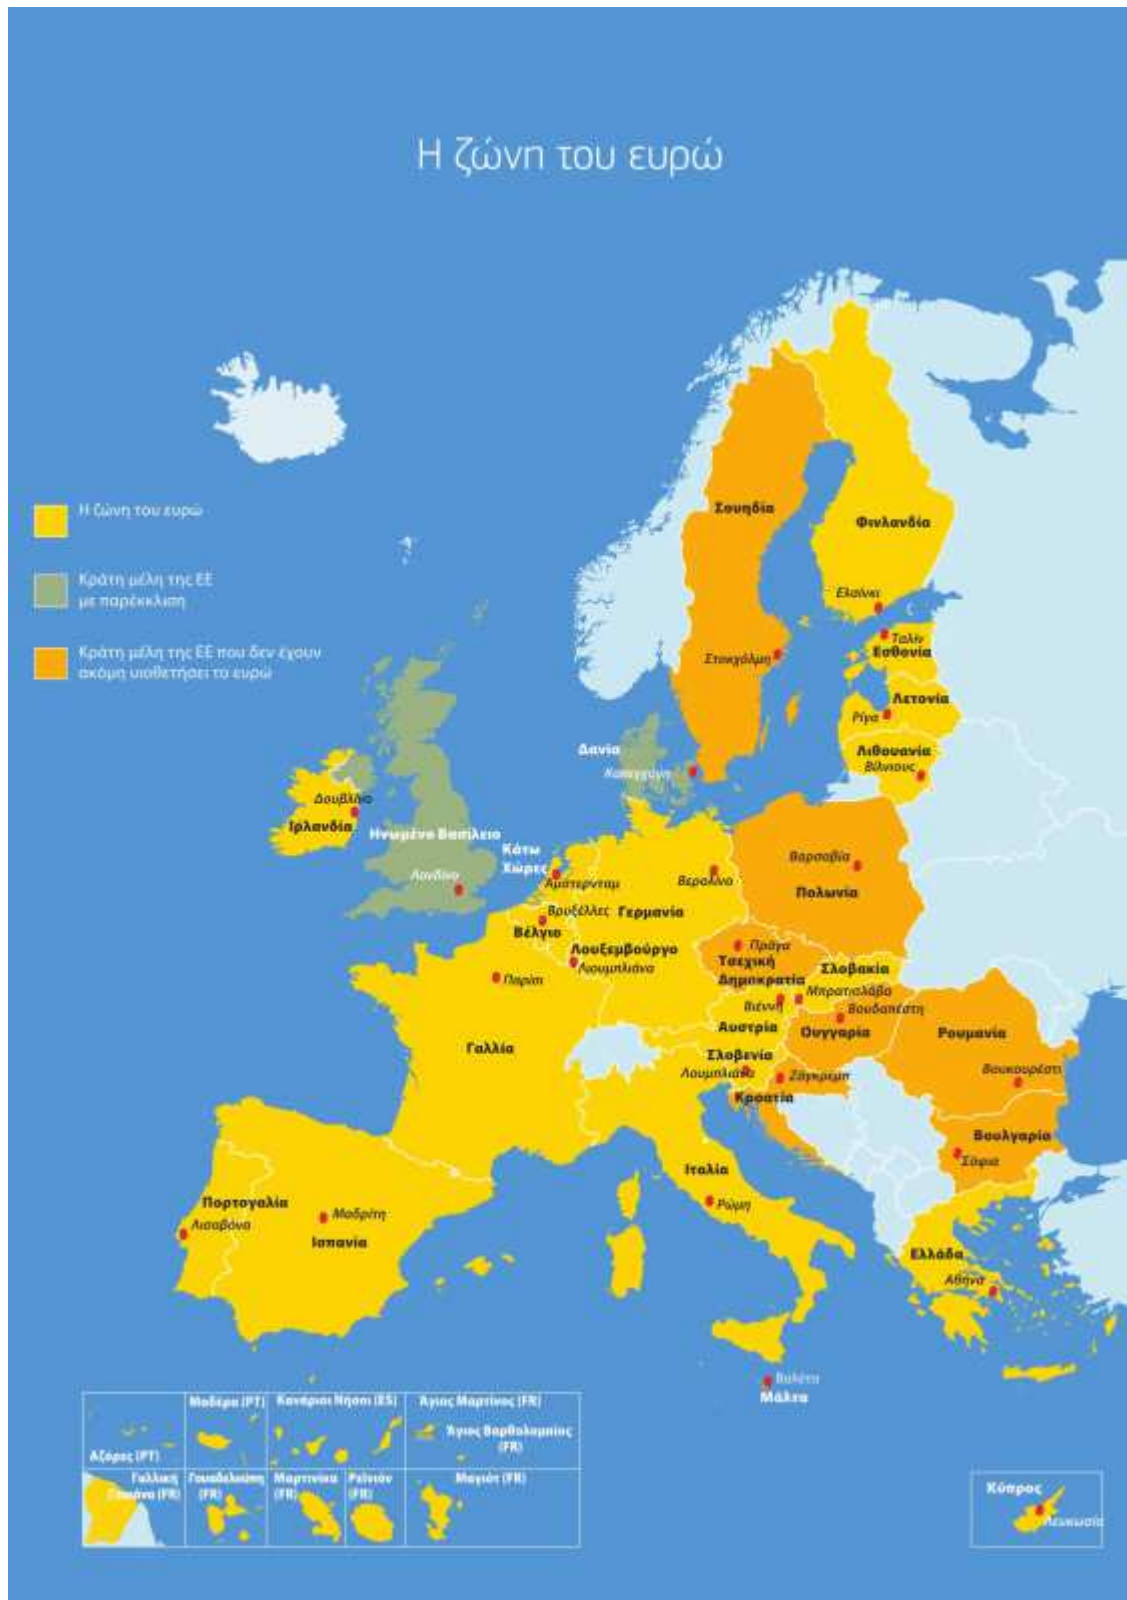 Η ζώνη του ευρώ
Η ζώνη του ευρώ
Κράτη μέλη της ΕΕ
με παρέκκλιση
Κράτη μέλη της ΕΕ που δεν έχουν
ακόμη υιοθετήσει το ευρώ
Σουηδία
Φινλανδία
Ελσίνκι
Ταλίν
Εσθονία
Στοκχόλμη
Λετονία
Ρίγα
Δανία
Κοπεγχάγη
Λιθουανία
Βίλνιους
Δουβλίνο
Ιρλανδία
Ηνωμένο Βασίλειο
Λονδίνο
Κάτω
Χώρες
Άμστερνταμ
Βερολίνο
Βαρσοβία
Πολωνία
Βρυξέλλες
Γερμανία
Βέλγιο
Λουξεμβούργο
Λιουμπλιάνα
Παρίσι
Πράγα
Τσεχική
Δημοκρατία
Σλοβακία
Μπρατισλάβα
Βιέννη
Βουδαπέστη
Αυστρία
Ουγγαρία
Ρουμανία
Γαλλία
Σλοβενία
Λουμπλιάνα
Ζάγκρεμπ
Κροατία
Βουκουρέστι
Βουλγαρία
Σόφια
Ιταλία
Ρώμη
Πορτογαλία
Λισαβόνα
Μαδρίτη
Ισπανία
Ελλάδα
Αθήνα
Βαλέτα
Μάλτα
Αζόρες (PT)
Μαδέρα (PT)
Κανάριοι Νήσοι (ES)
Άγιος Μαρτίνος (FR)
Άγιος Βαρθολομαίος
(FR)
Γαλλική
Γουιάνα (FR)
Γουαδελούπη
(FR)
Μαρτινίκα
(FR)
Ρεϊνιόν
(FR)
Μαγιότ (FR)
Κύπρος
Λευκωσία